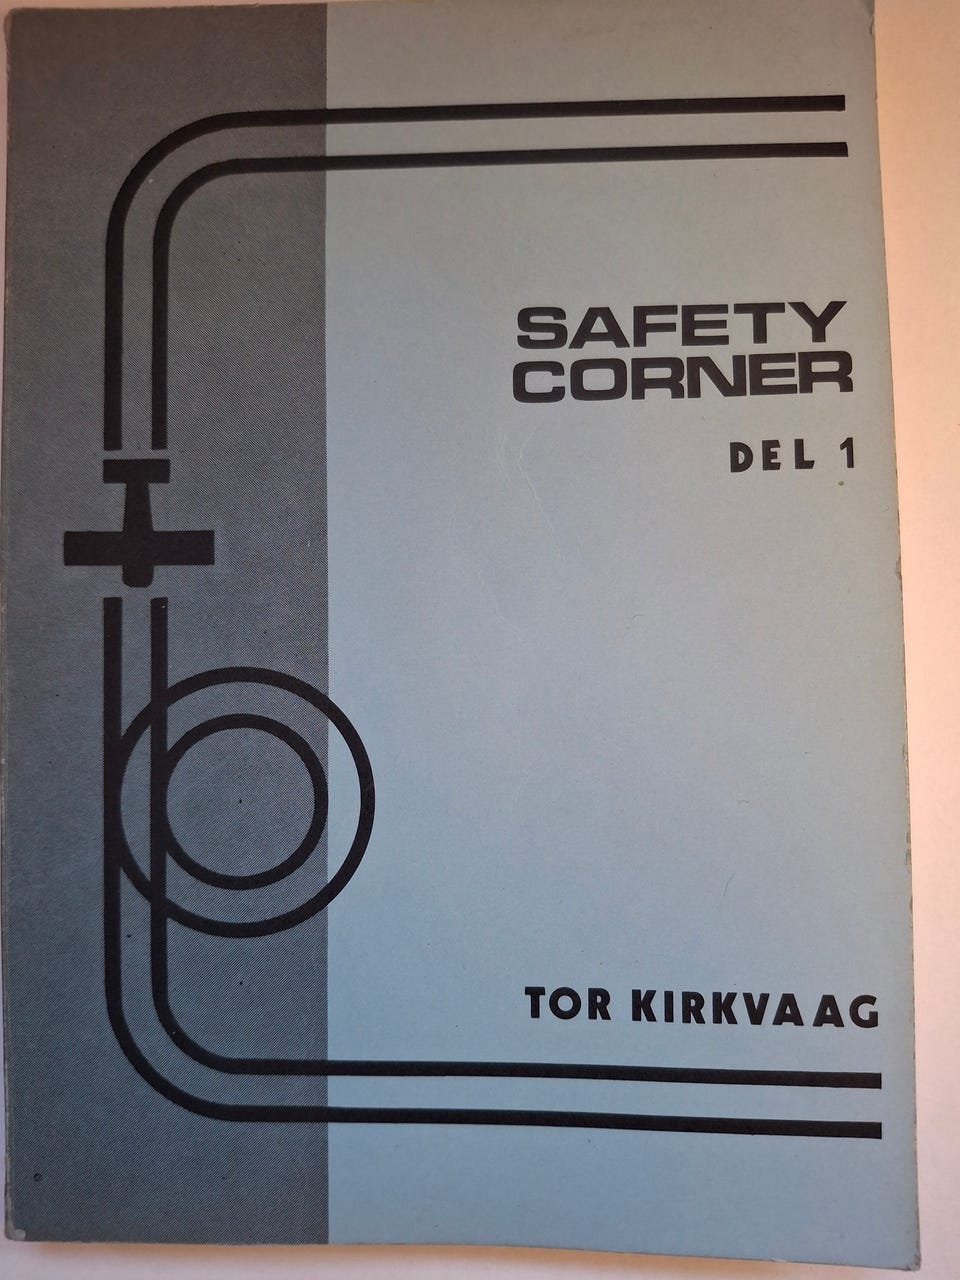 SAFETY
CORNER
DEL 1
TOR KIRKVAAG